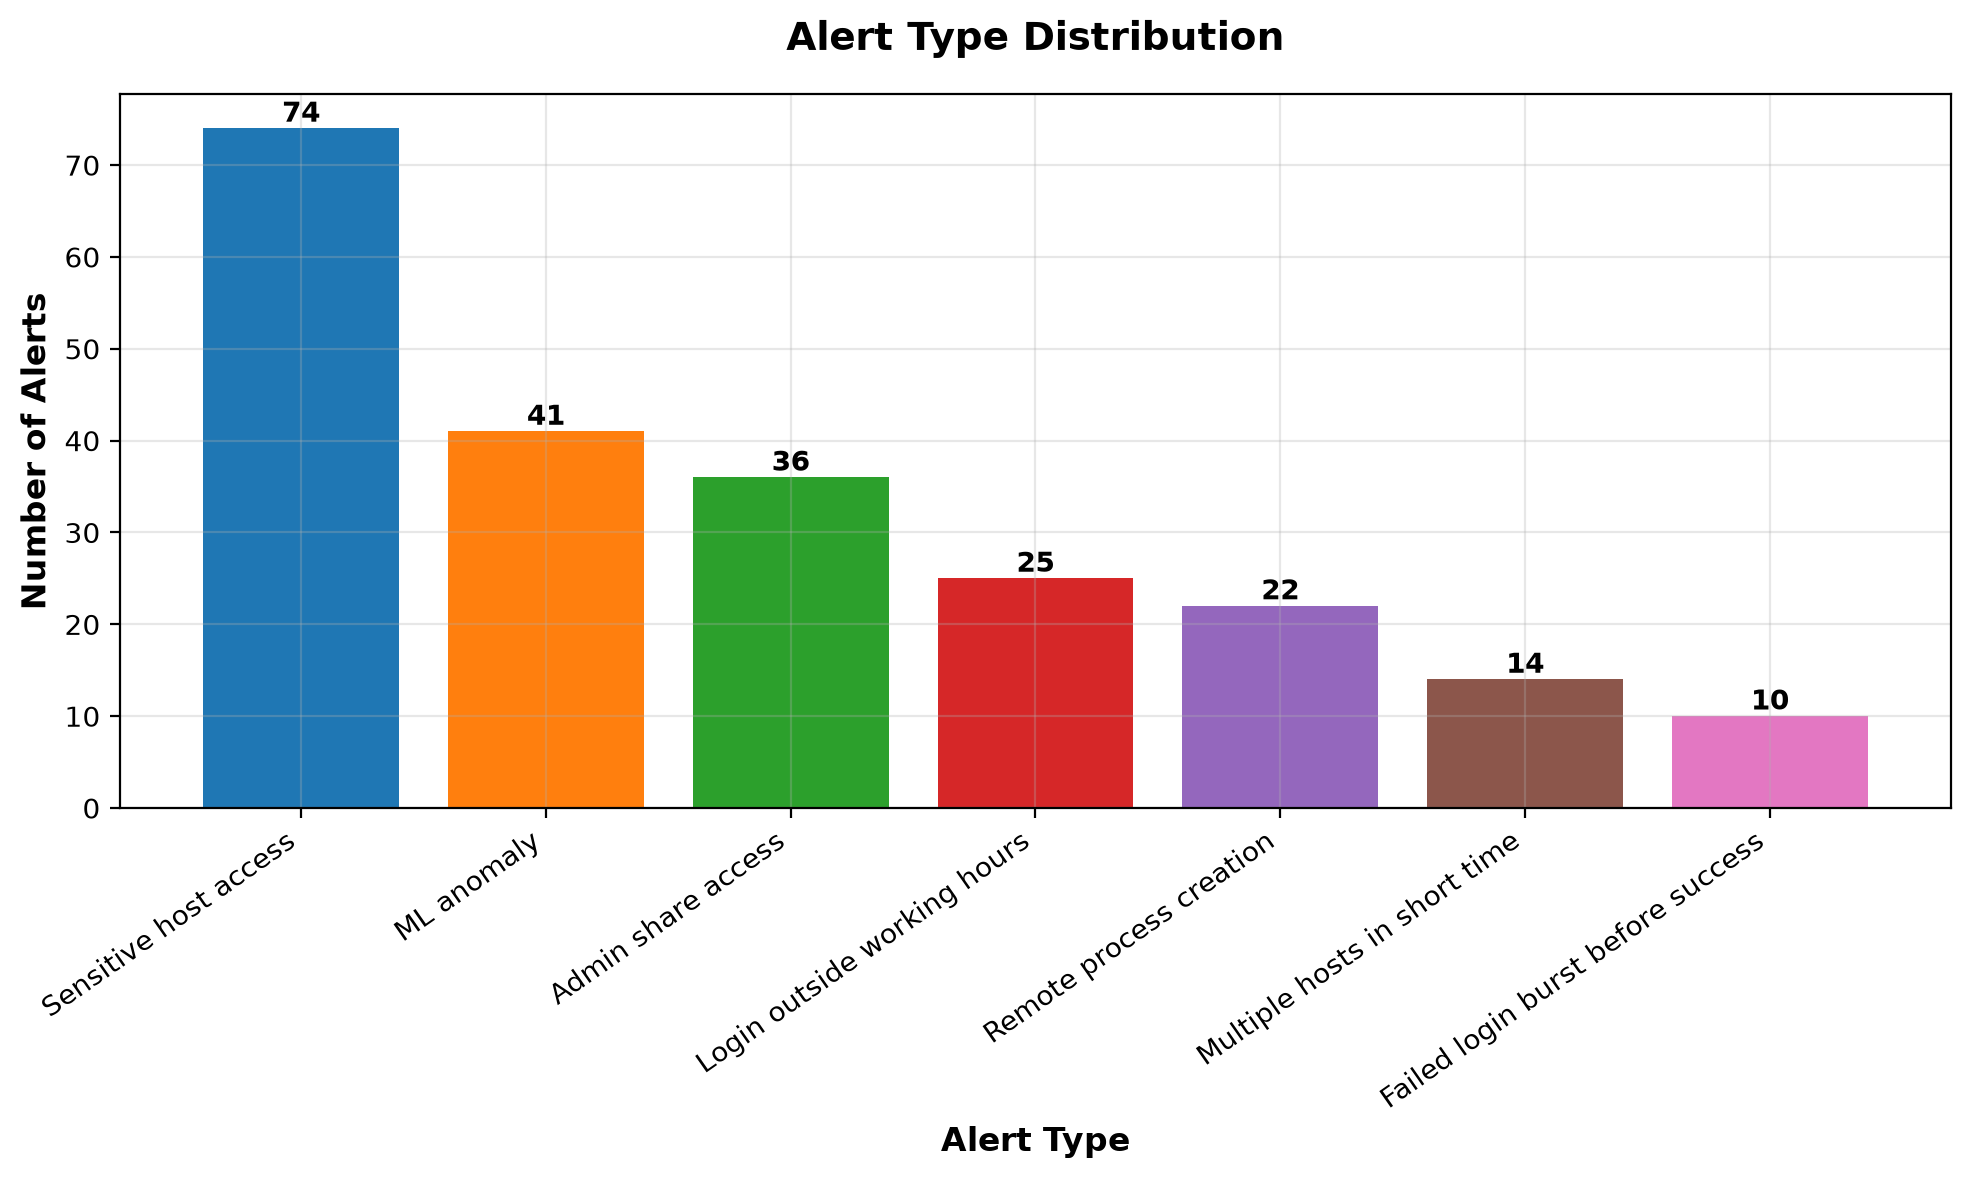 Alert Type Distribution
Number of Alerts
70
60
50
40
30
20
10
0
74
41
36
25
22
14
10
Sensitive host access
ML anomaly
Admin share access
Login outside working hours
Remote process creation
Multiple hosts in short time
Failed login burst before success
Alert Type